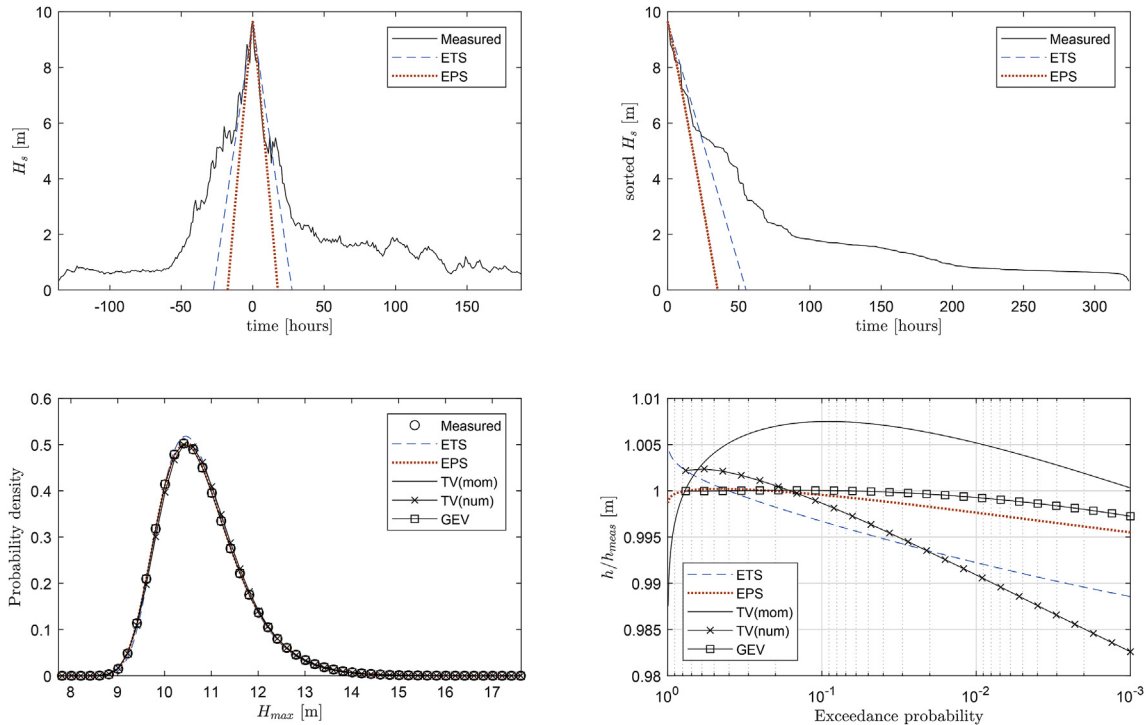 10
8
6
4
2
0
H_s [m]
-100 -50 0 50 100 150
time [hours]
Measured
ETS
EPS
10
8
6
4
2
0
sorted H_s [m]
0 50 100 150 200 250 300
time [hours]
Measured
ETS
EPS
0.6
0.5
0.4
0.3
0.2
0.1
0
Probability density
8 9 10 11 12 13 14 15 16 17
H_max [m]
Measured
ETS
EPS
TV(mom)
TV(num)
GEV
1.01
1.005
1
0.995
0.99
0.985
0.98
h/h_meas [m]
10^0 10^-1 10^-2 10^-3
Exceedance probability
ETS
EPS
TV(mom)
TV(num)
GEV